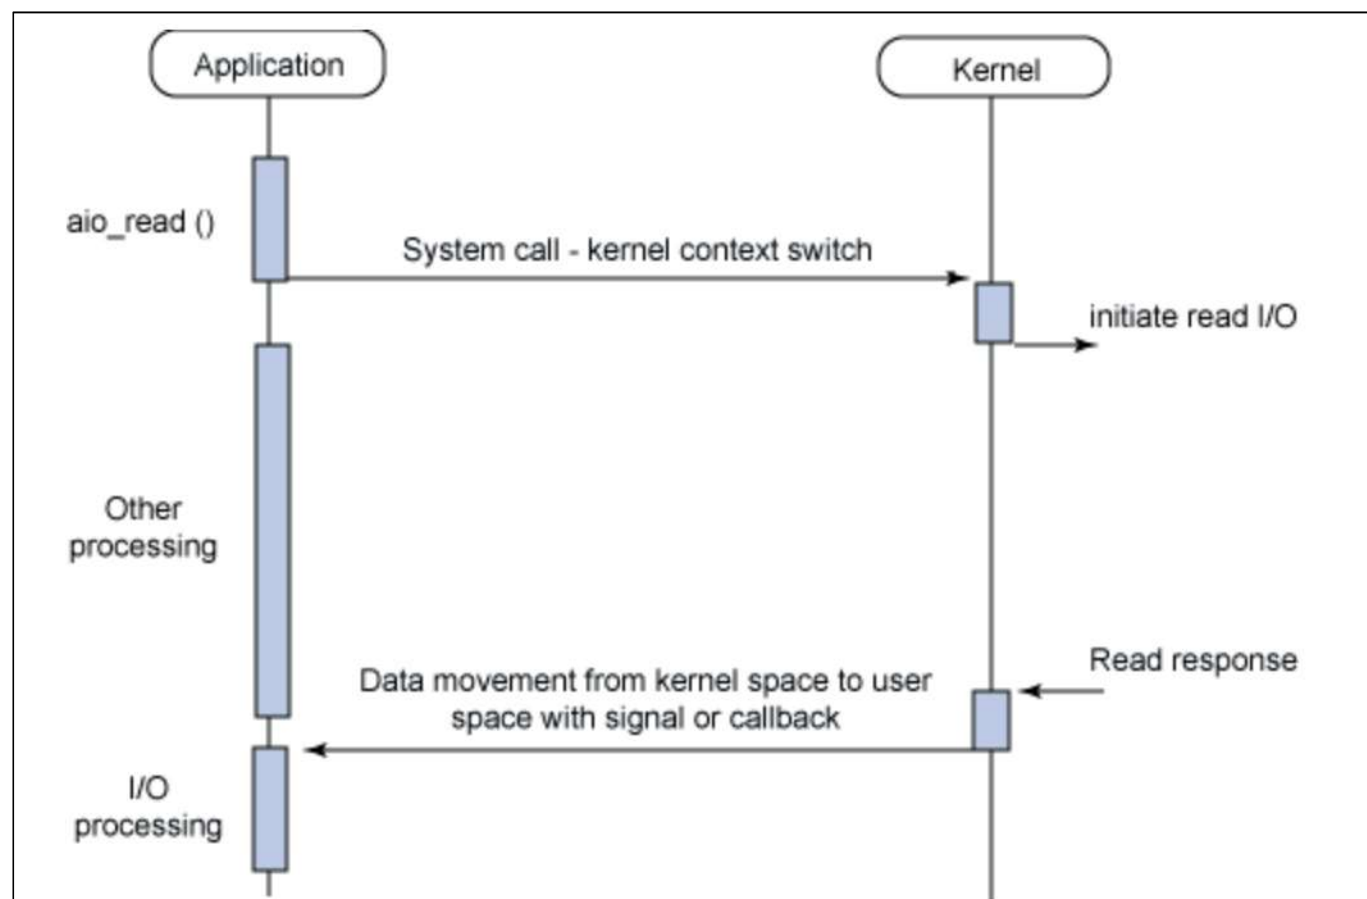 Application
Kernel
aio_read ()
System call - kernel context switch
initiate read I/O
Other
processing
Read response
Data movement from kernel space to user
space with signal or callback
I/O
processing